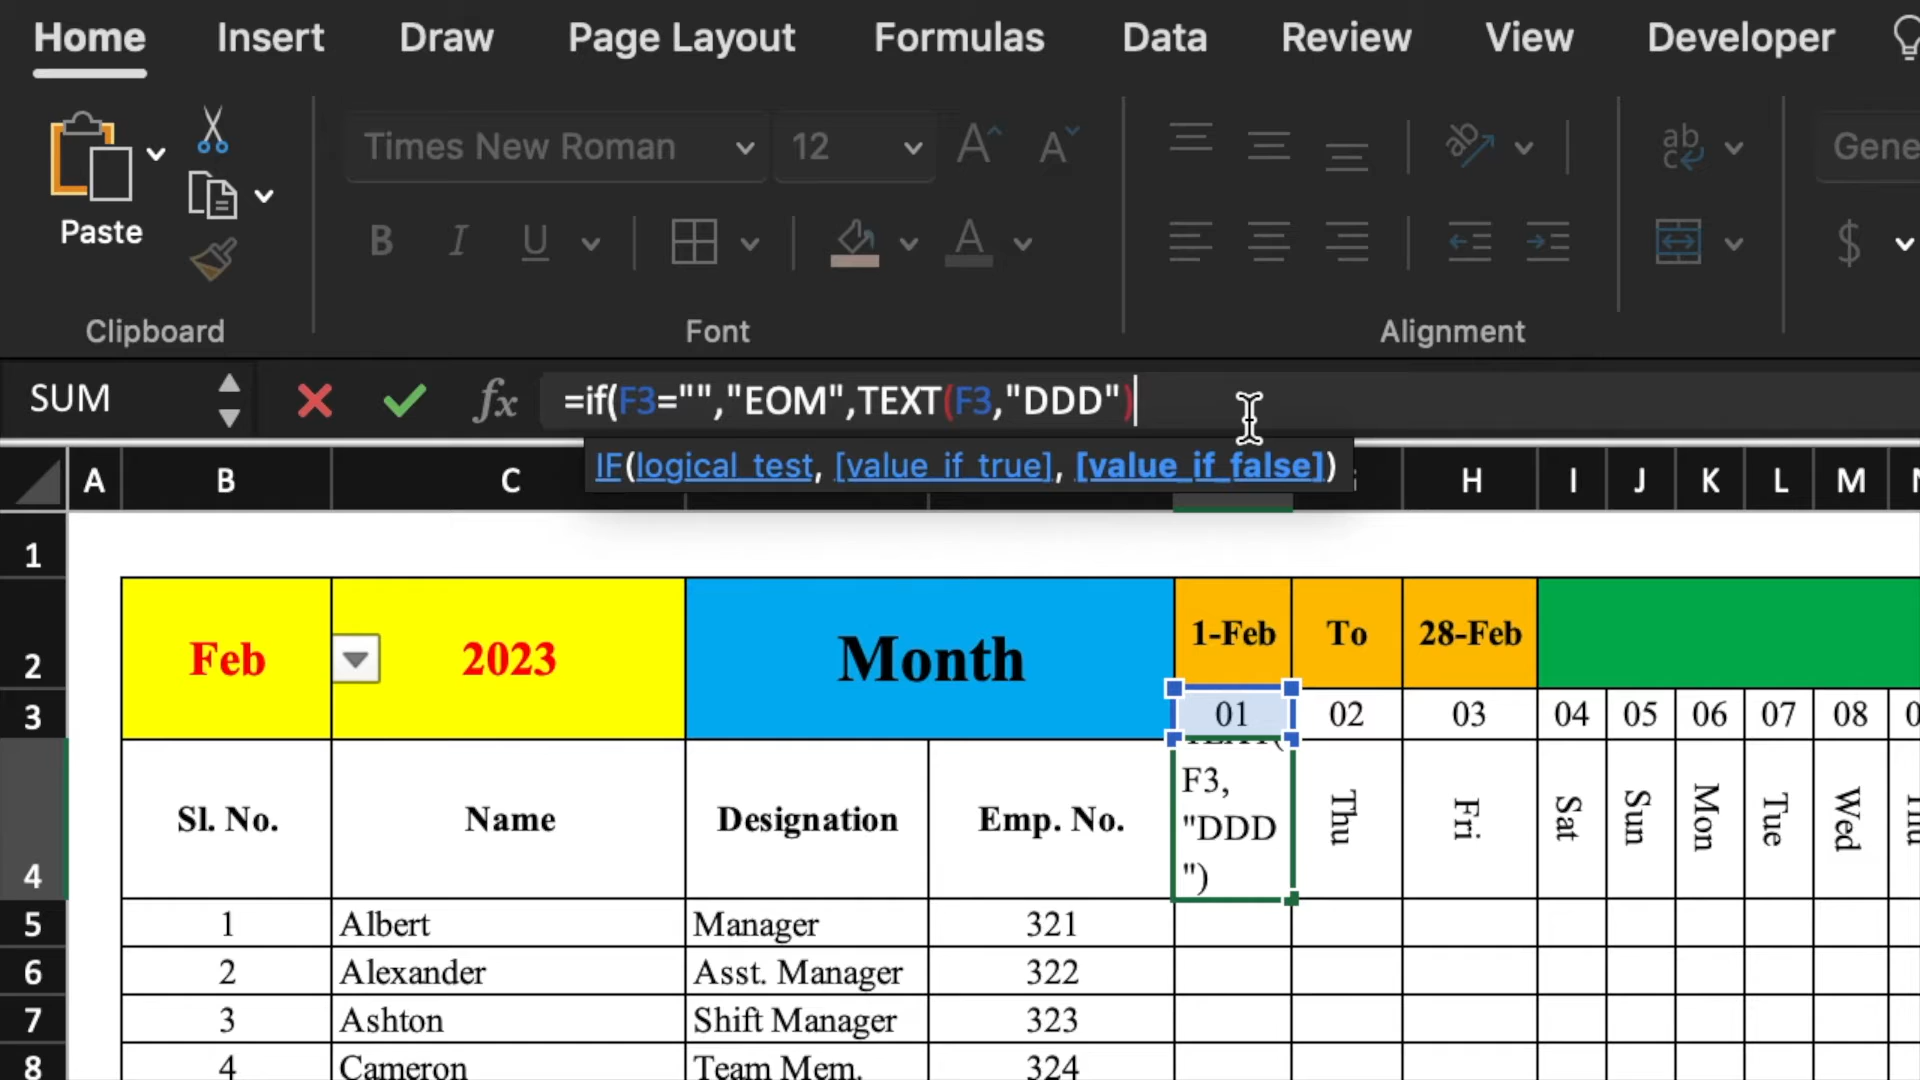 Home Insert Draw Page Layout Formulas Data Review View Developer
Times New Roman 12
Paste
B I U A
$
Clipboard Font Alignment
SUM fx =if(F3="","EOM",TEXT(F3,"DDD")
IF(logical_test, [value_if_true], [value_if_false])
A B C H I J K L M
1
2 Feb 2023 Month 1-Feb To 28-Feb
3 01 02 03 04 05 06 07 08
4 Sl. No. Name Designation Emp. No. F3, "DDD ") Thu Fri Sat Sun Mon Tue Wed
5 1 Albert Manager 321
6 2 Alexander Asst. Manager 322
7 3 Ashton Shift Manager 323
8 4 Cameron Team Mem. 324